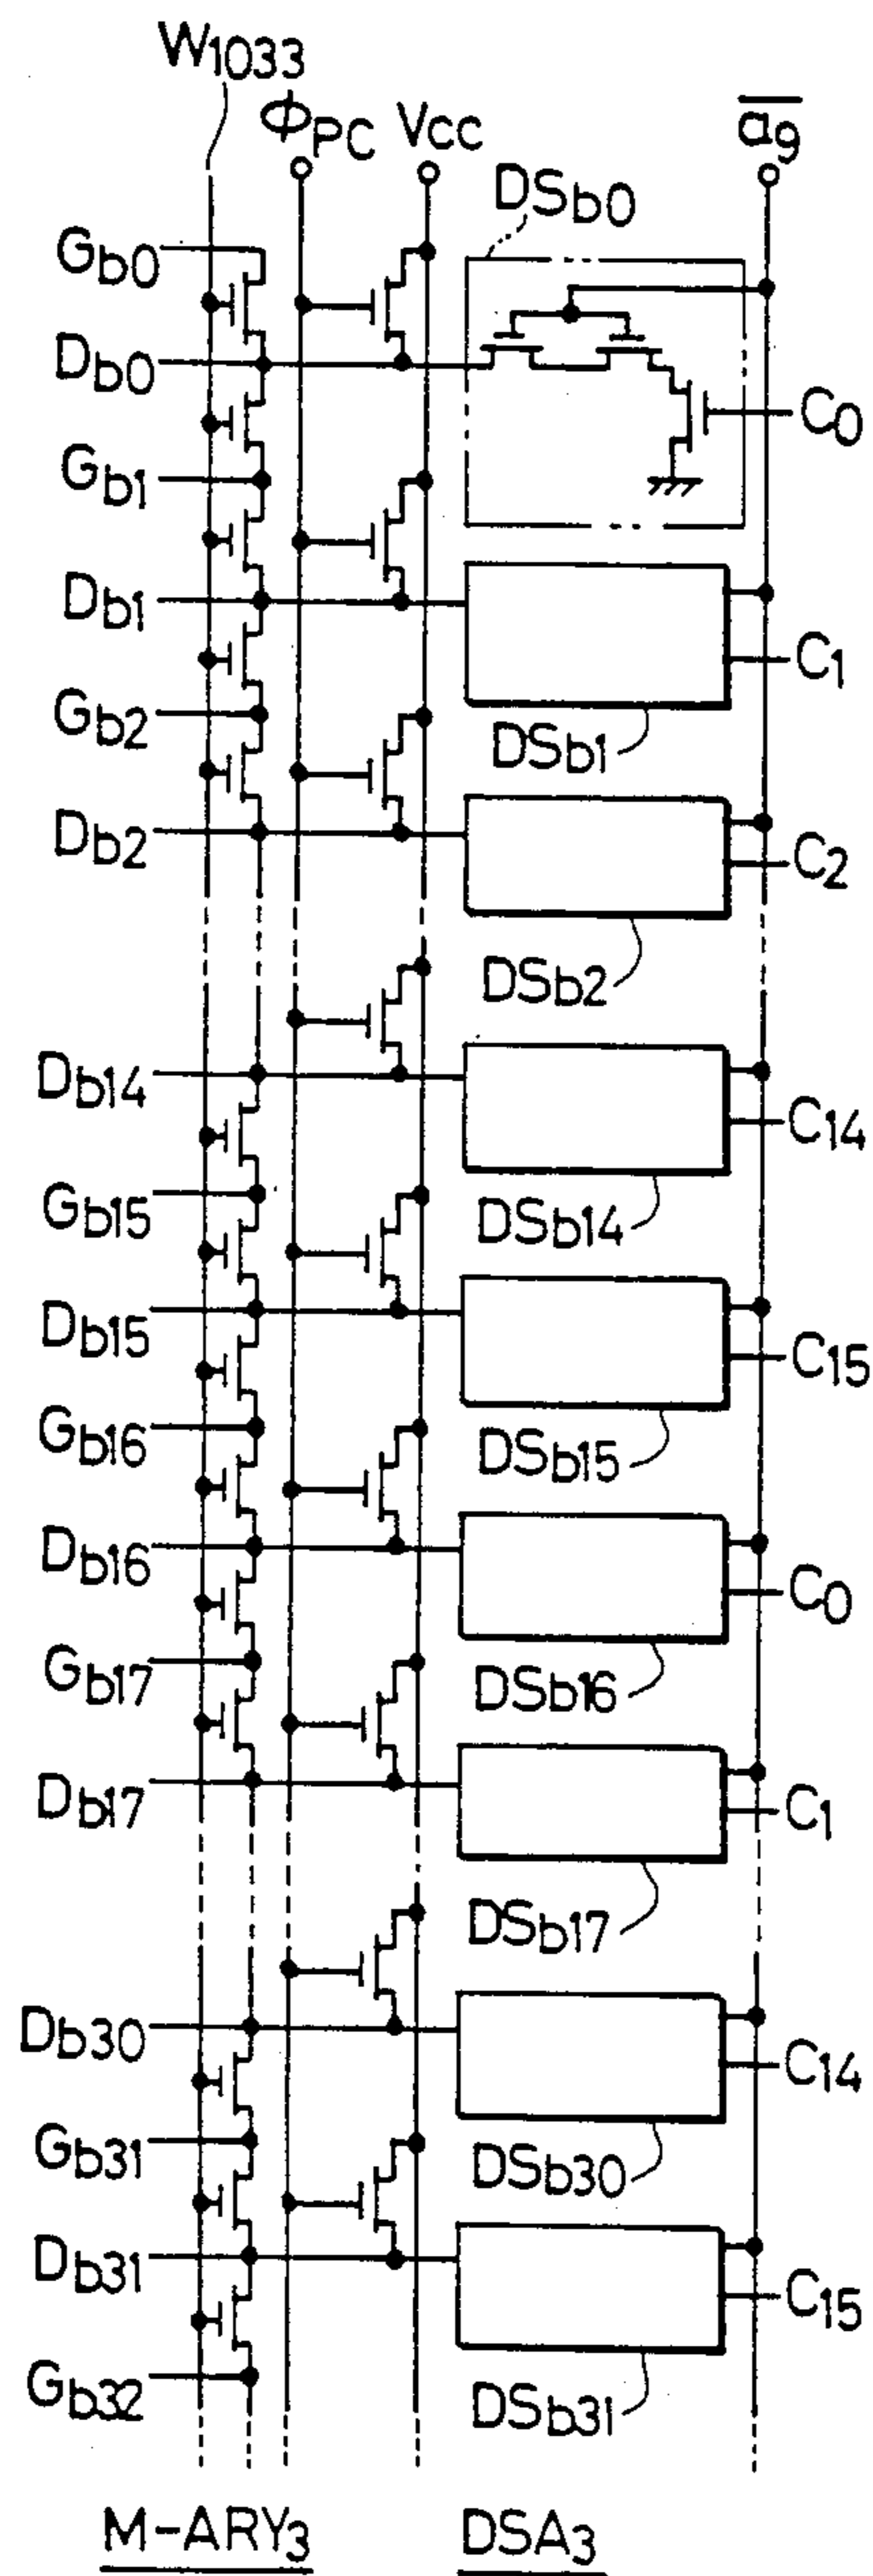 W1033
ϕPC
VCC
a̅9̅
DSb0
Gb0
Db0
C0
Gb1
Db1
C1
Gb2
DSb1
Db2
C2
DSb2
Db14
C14
Gb15
DSb14
Db15
C15
Gb16
DSb15
Db16
C0
Gb17
DSb16
Db17
C1
DSb17
Db30
C14
Gb31
DSb30
Db31
C15
Gb32
DSb31
M-ARY3 DSA3